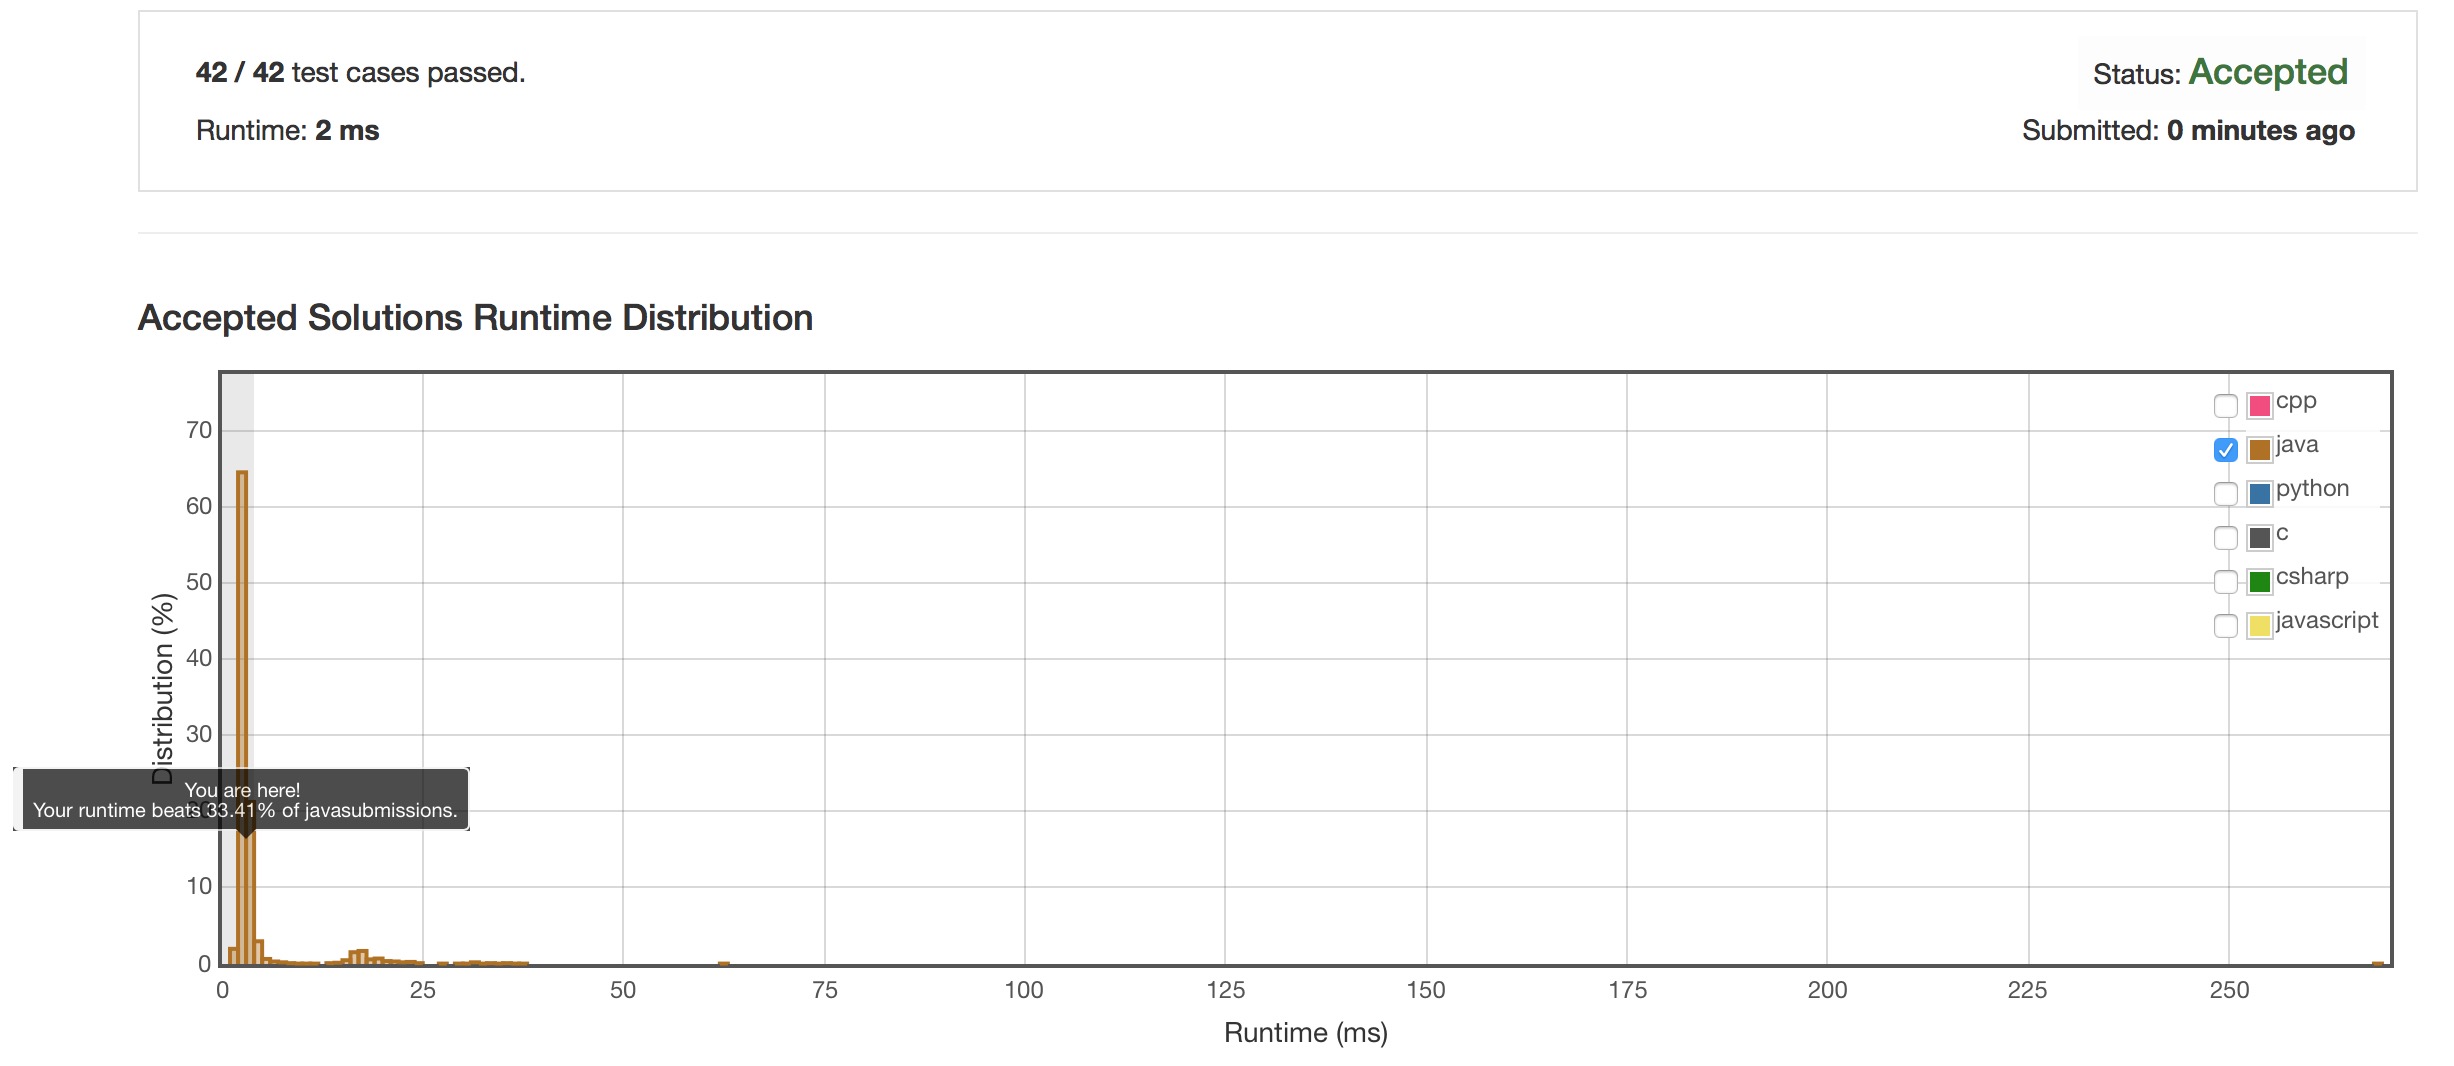 42 / 42 test cases passed.
Status: Accepted
Runtime: 2 ms
Submitted: 0 minutes ago
Accepted Solutions Runtime Distribution
cpp
java
python
c
csharp
javascript
Distribution (%)
70
60
50
40
30
20
10
0
You are here!
Your runtime beats 33.41% of javasubmissions.
0
25
50
75
100
125
150
175
200
225
250
Runtime (ms)